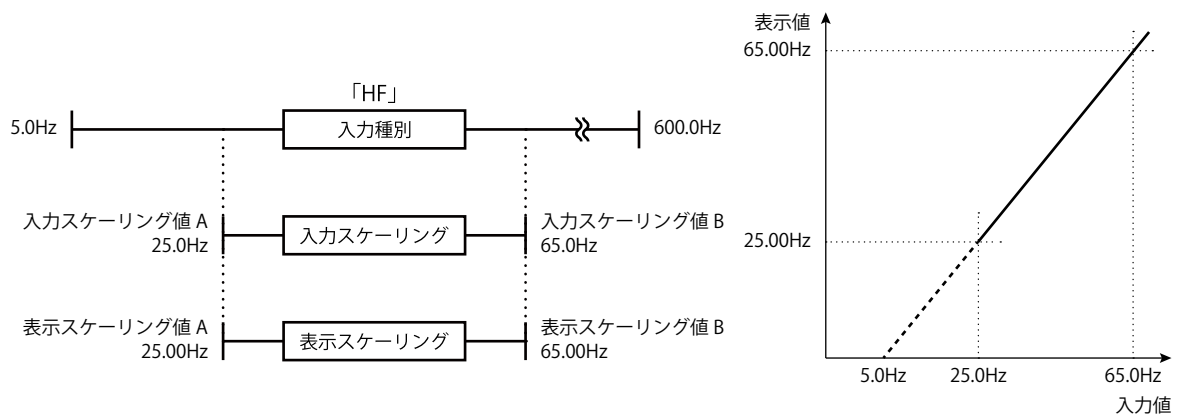 「HF」
5.0Hz
入力種別
600.0Hz
入力スケーリング値 A
25.0Hz
入力スケーリング
入力スケーリング値 B
65.0Hz
表示スケーリング値 A
25.00Hz
表示スケーリング
表示スケーリング値 B
65.00Hz
表示値
65.00Hz
25.00Hz
5.0Hz
25.0Hz
65.0Hz
入力値